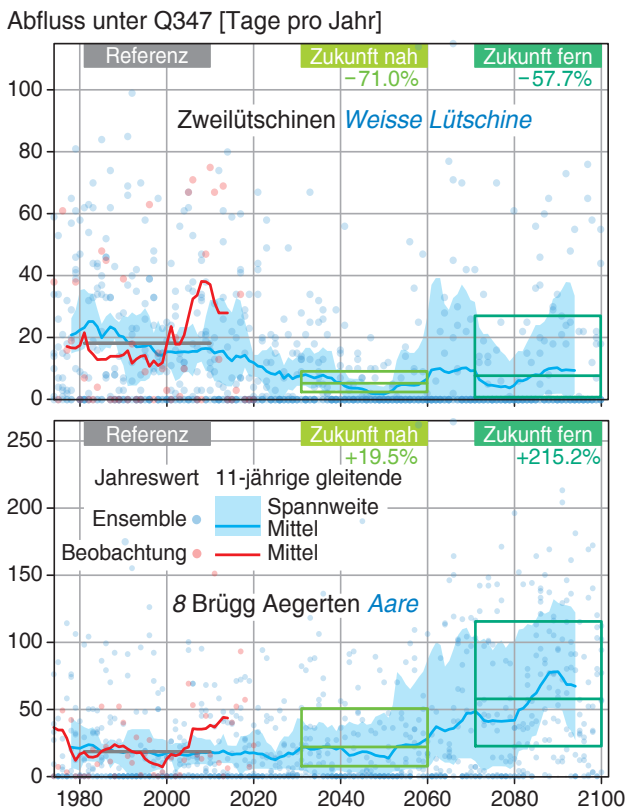 Abfluss unter Q347 [Tage pro Jahr]
Referenz Zukunft nah Zukunft fern
−71.0% −57.7%
100
Zweilütschinen Weisse Lütschine
80
60
40
20
0
250
Referenz Zukunft nah Zukunft fern
+19.5% +215.2%
Jahreswert 11-jährige gleitende
200
Ensemble Spannweite
Mittel
Beobachtung Mittel
150
8 Brügg Aegerten Aare
100
50
0
1980 2000 2020 2040 2060 2080 2100